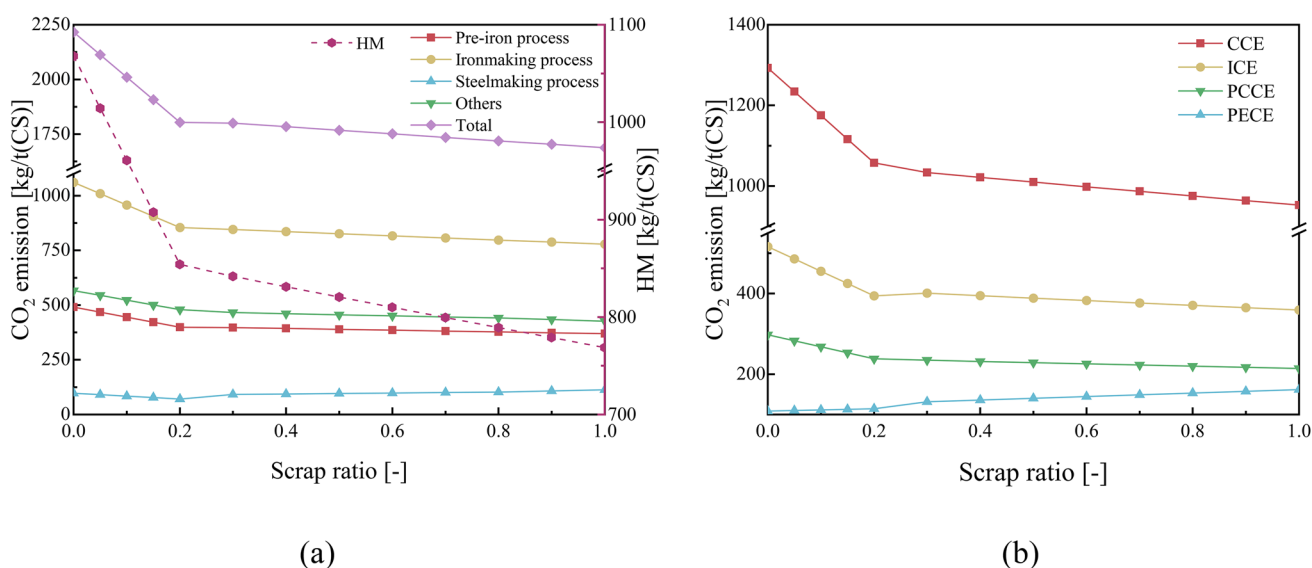 2250
2000
1750
1000
750
500
250
0
CO2 emission [kg/t(CS)]
HM
Pre-iron process
Ironmaking process
Steelmaking process
Others
Total
1100
1000
900
800
700
HM [kg/t(CS)]
0.0 0.2 0.4 0.6 0.8 1.0
Scrap ratio [-]
(a)
1400
1200
1000
400
200
CO2 emission [kg/t(CS)]
CCE
ICE
PCCE
PECE
0.0 0.2 0.4 0.6 0.8 1.0
Scrap ratio [-]
(b)